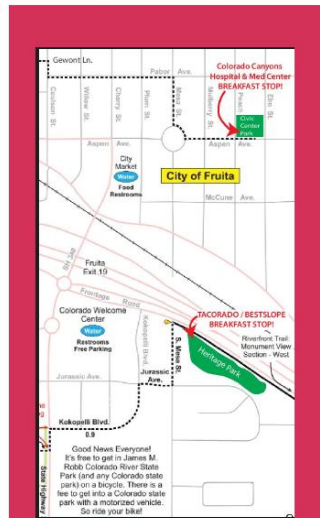 Gewont Ln.
Pabor Ave.
Colorado Canyons
Hospital & Med Center
BREAKFAST STOP!
Coulson St.
Willow St.
Cherry St.
Plum St.
Mesa St.
Mulberry St.
Peach
Elm St.
Civic
Center
Park
Aspen Ave.
Aspen Ave.
City
Market
Water
Food
Restrooms
City of Fruita
McCune Ave.
SH 340
Fruita
Exit 19
Frontage Road
TACORADO / BESTSLOPE
BREAKFAST STOP!
Colorado Welcome
Center
Water
Restrooms
Free Parking
Kokopelli Blvd.
S. Mesa St.
Heritage Park
Riverfront Trail:
Monument View
Section - West
Jurassic Ave.
Jurassic
Ave.
Kokopelli Blvd.
0.9
State Highway
Good News Everyone!
It's free to get in James M.
Robb Colorado River State
Park (and any Colorado state
park) on a bicycle. There is a
fee to get into a Colorado state
park with a motorized vehicle.
So ride your bike!